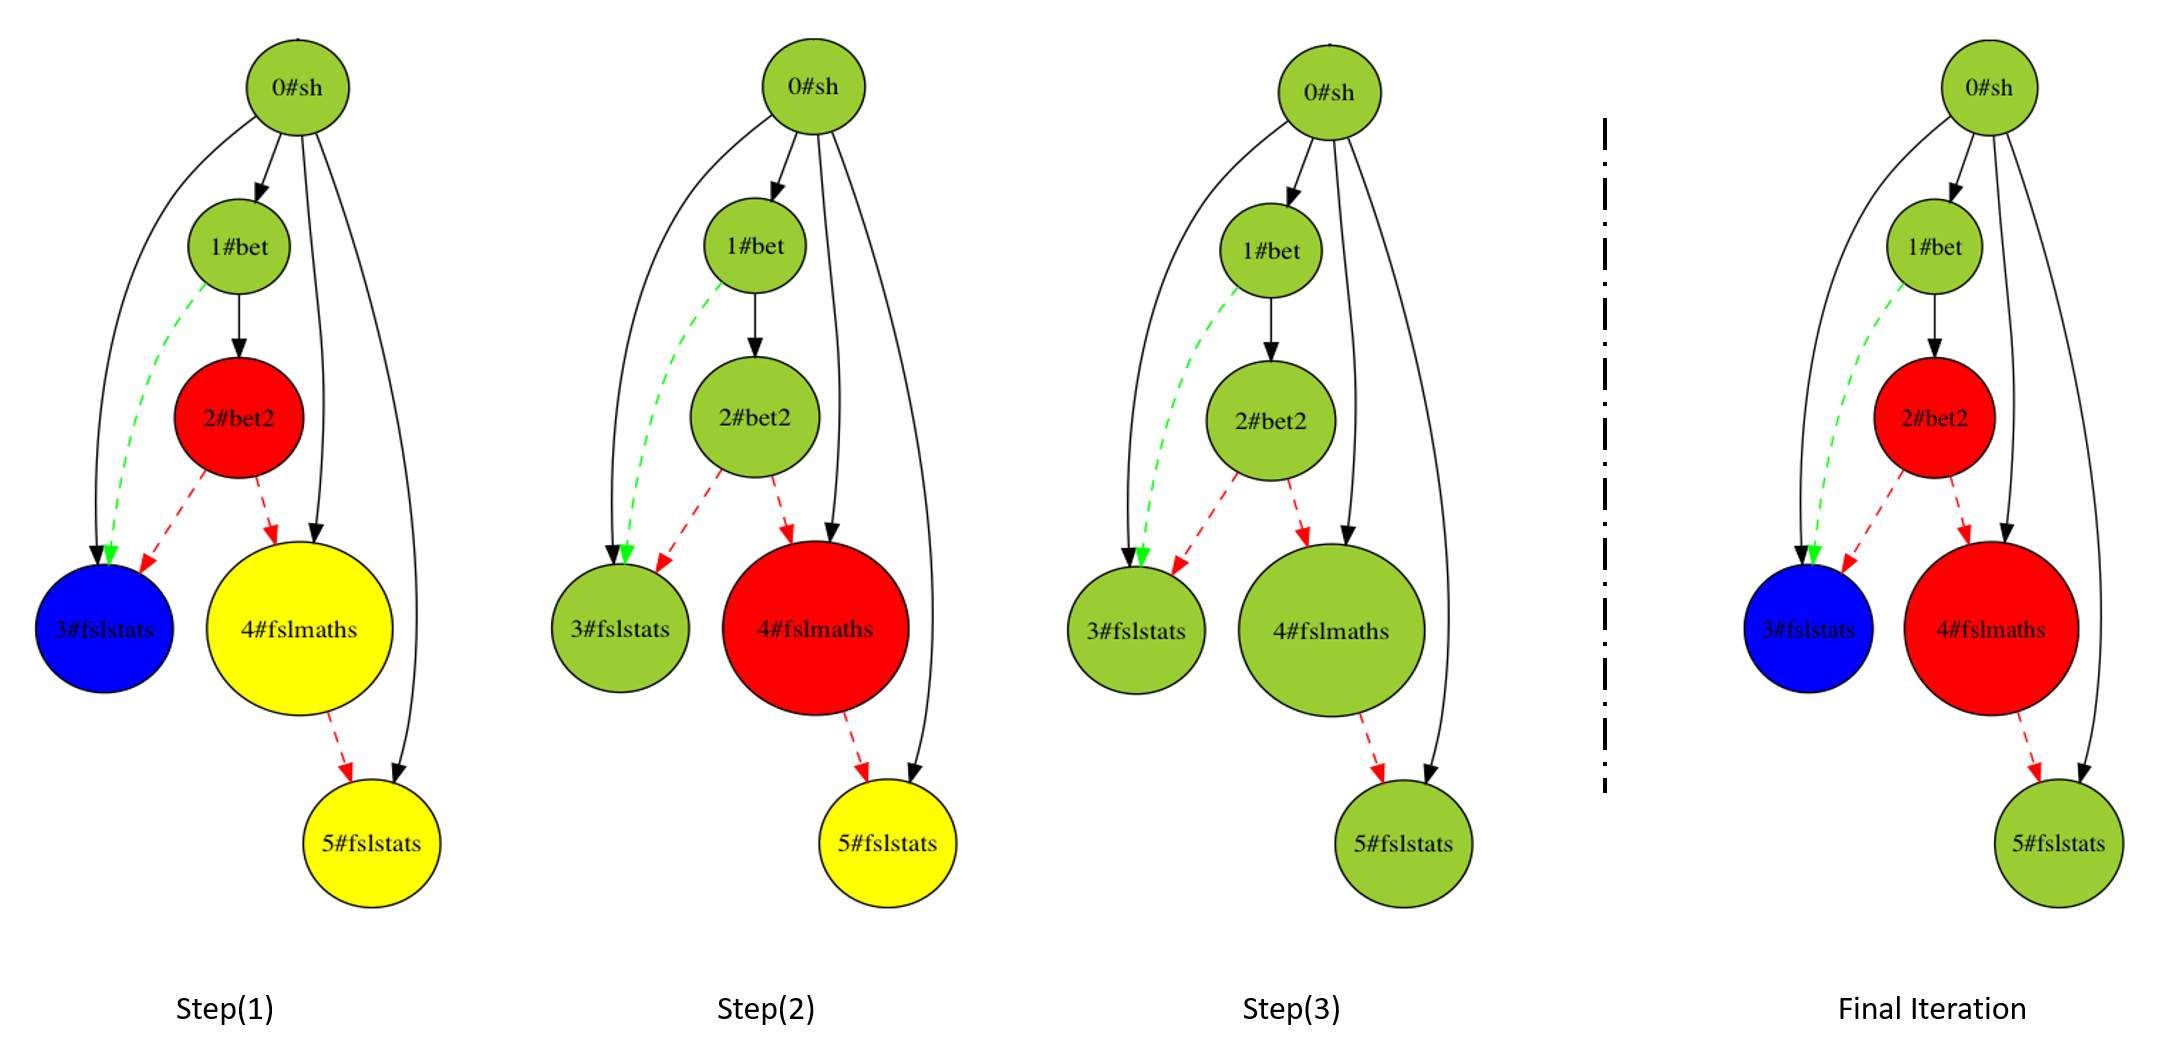 0#sh
1#bet
2#bet2
3#fslstats
4#fslmaths
5#fslstats
Step(1)
0#sh
1#bet
2#bet2
3#fslstats
4#fslmaths
5#fslstats
Step(2)
0#sh
1#bet
2#bet2
3#fslstats
4#fslmaths
5#fslstats
Step(3)
0#sh
1#bet
2#bet2
3#fslstats
4#fslmaths
5#fslstats
Final Iteration